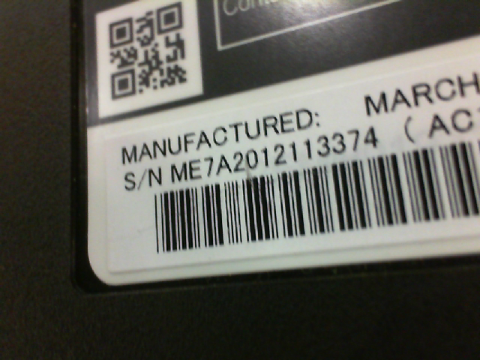 MANUFACTURED: MARCH
S/N ME7A2012113374 ( AC